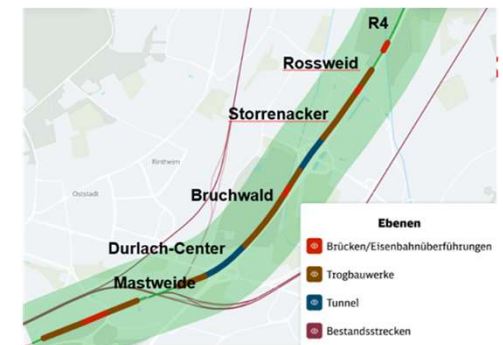 R4
Rossweid
Storrenacker
Rintheim
Oststadt
Bruchwald
Durlach-Center
Mastweide
Ebenen
Brücken/Eisenbahnüberführungen
Trogbauwerke
Tunnel
Bestandsstrecken